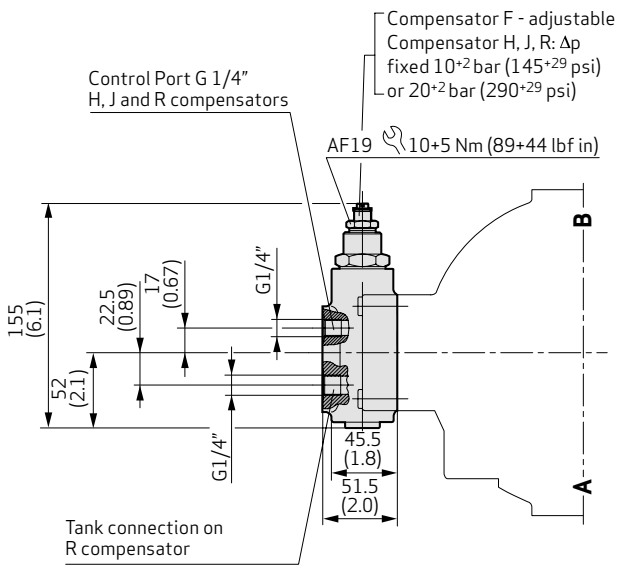 Compensator F - adjustable
Compensator H, J, R: Δp
fixed 10+2 bar (145+29 psi)
or 20+2 bar (290+29 psi)
Control Port G 1/4”
H, J and R compensators
AF19 10+5 Nm (89+44 lbf in)
B
G1/4”
17
(0.67)
22.5
(0.89)
155
(6.1)
52
(2.1)
G1/4”
45.5
(1.8)
51.5
(2.0)
A
Tank connection on
R compensator